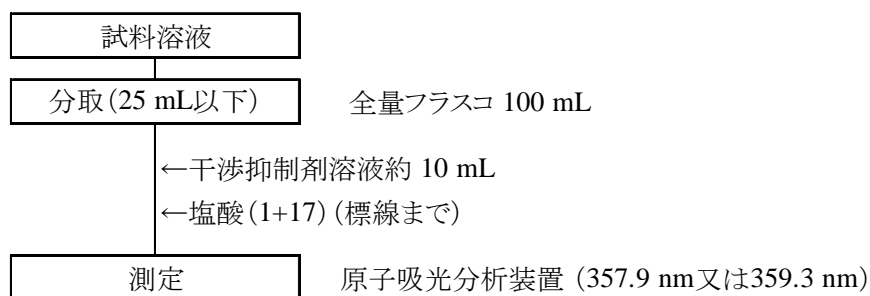 試料溶液
分取(25 mL以下) 全量フラスコ 100 mL
←干渉抑制剤溶液約 10 mL
←塩酸(1+17)(標線まで)
測定 原子吸光分析装置 (357.9 nm又は359.3 nm)